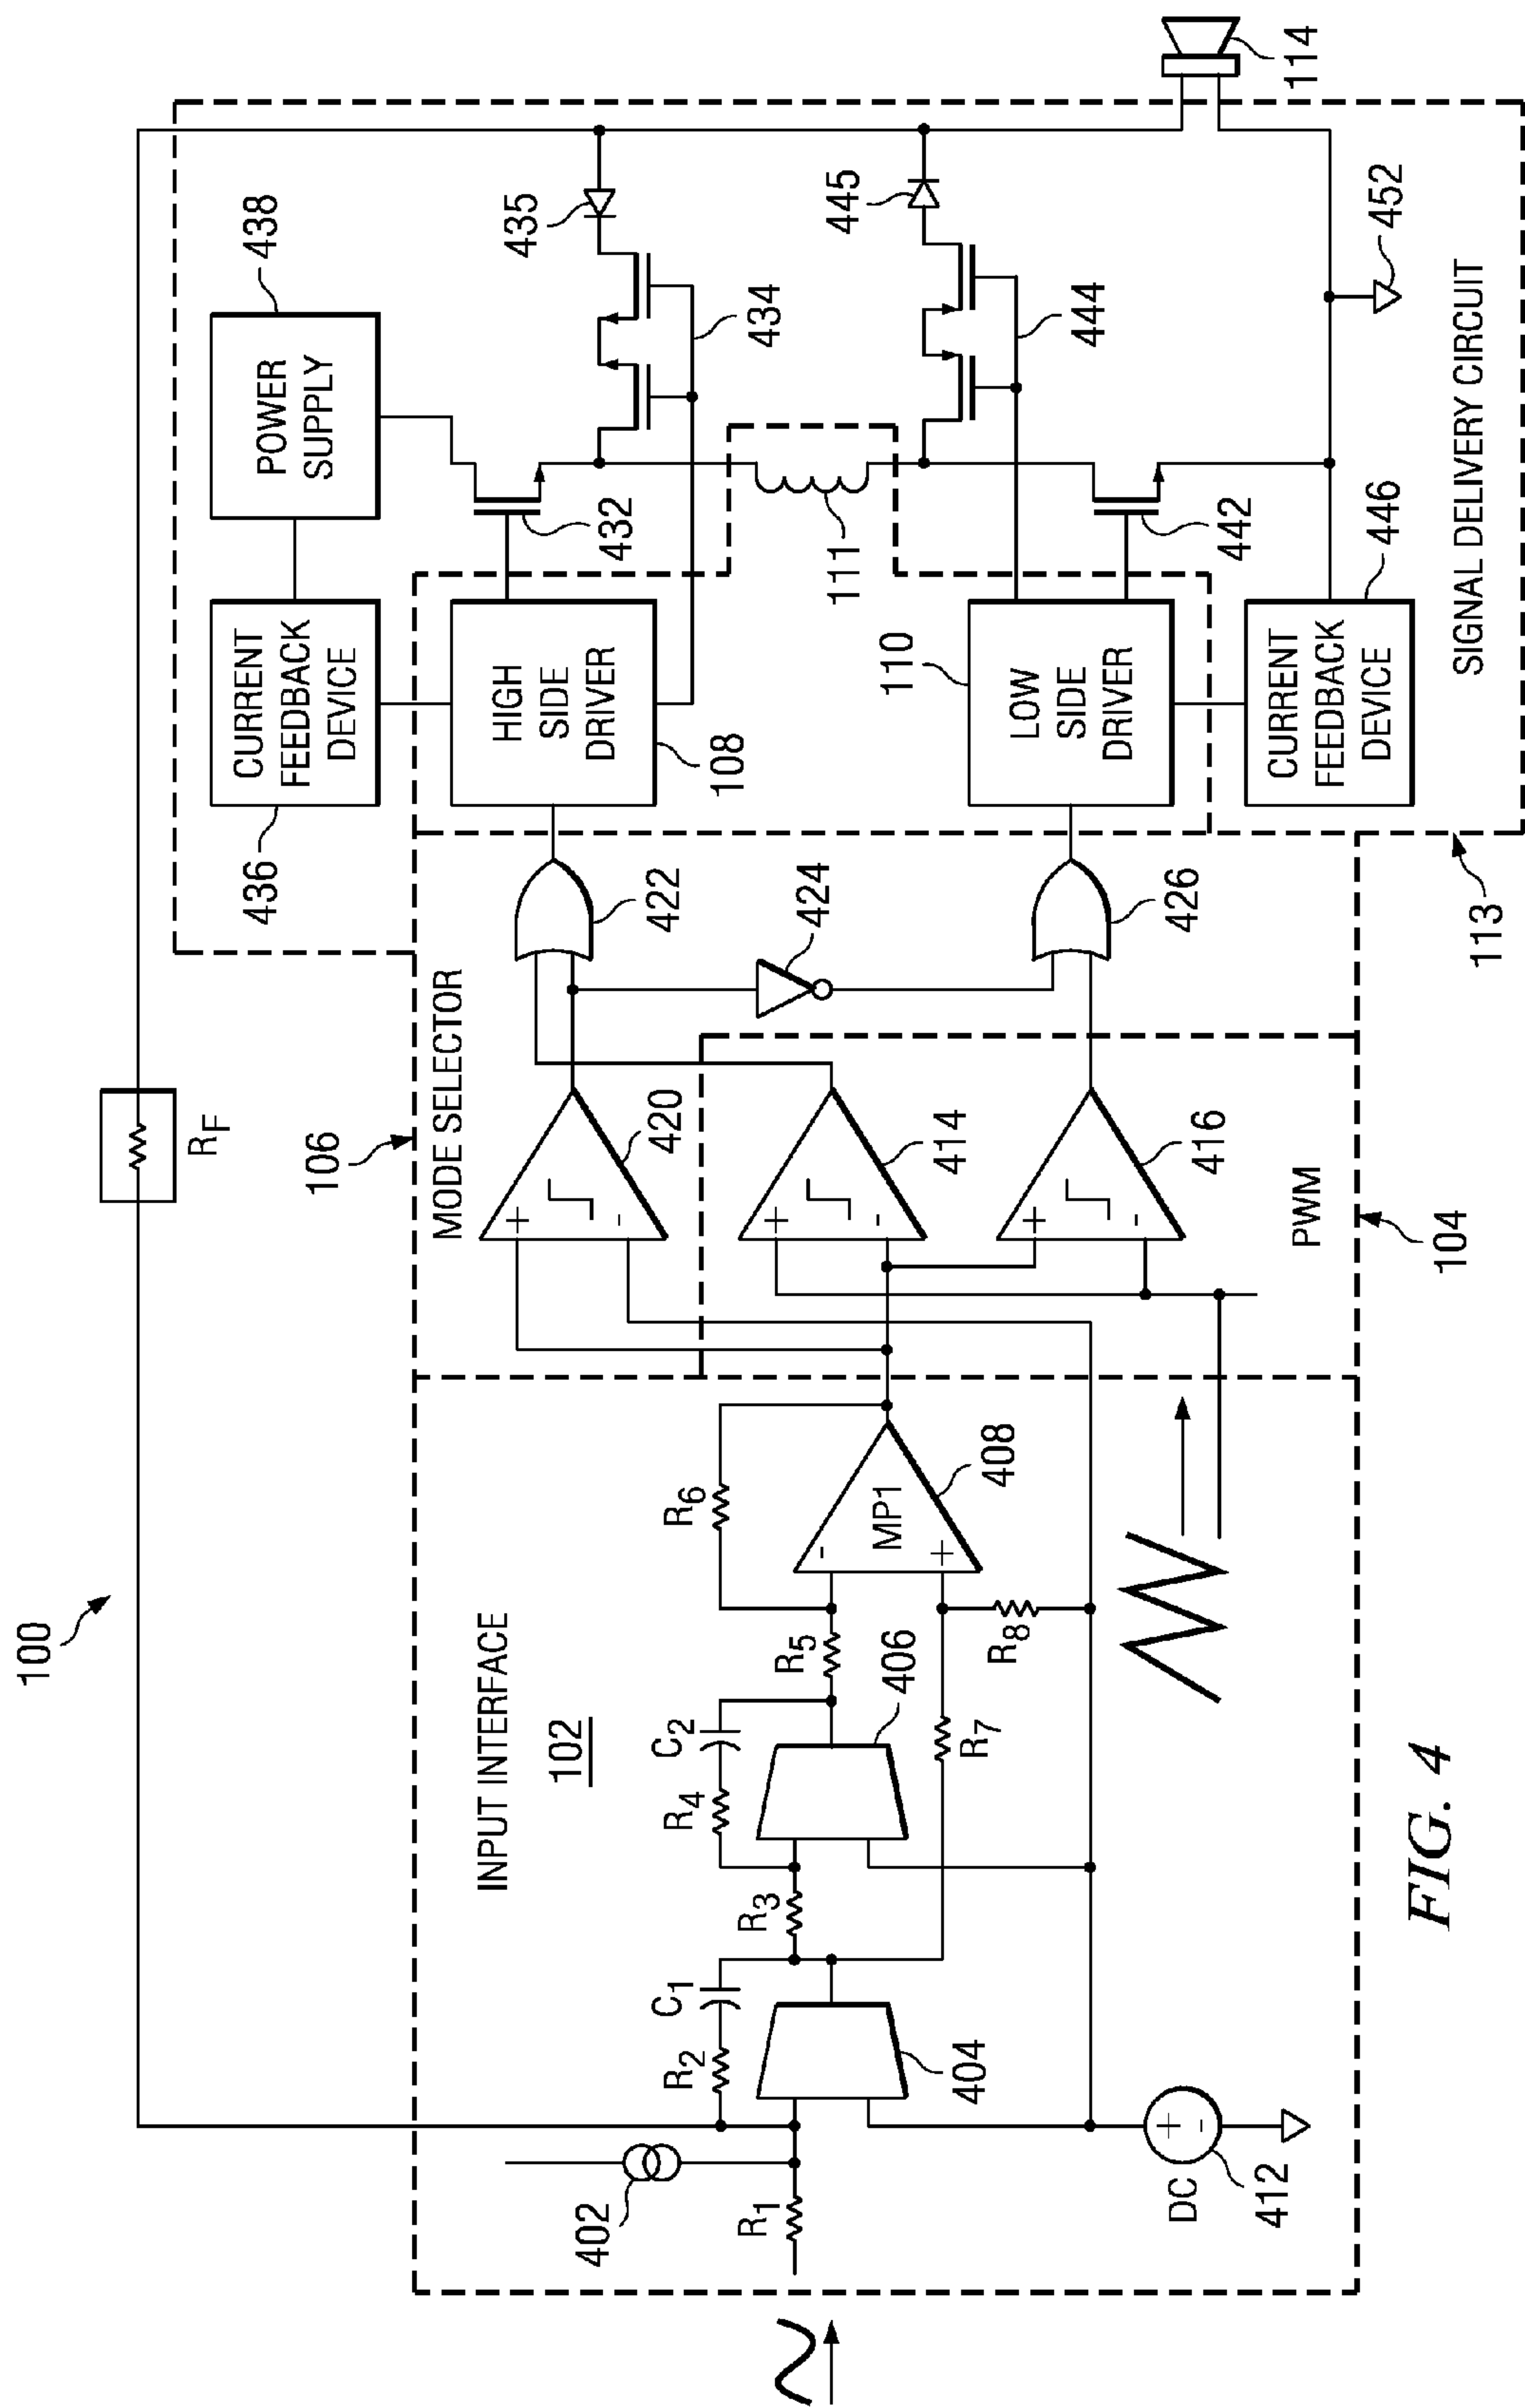 100
R_F
106
MODE SELECTOR
INPUT INTERFACE
102
402
R1
R2
C1
404
R3
R4
C2
406
R5
R6
R7
R8
MP1
-
+
408
DC
+
-
412
+
-
420
+
-
414
+
-
416
PWM
104
422
424
426
436
CURRENT
FEEDBACK
DEVICE
438
POWER
SUPPLY
HIGH
SIDE
DRIVER
108
432
434
435
111
110
LOW
SIDE
DRIVER
442
444
445
CURRENT
FEEDBACK
DEVICE
446
452
114
SIGNAL DELIVERY CIRCUIT
113
FIG. 4